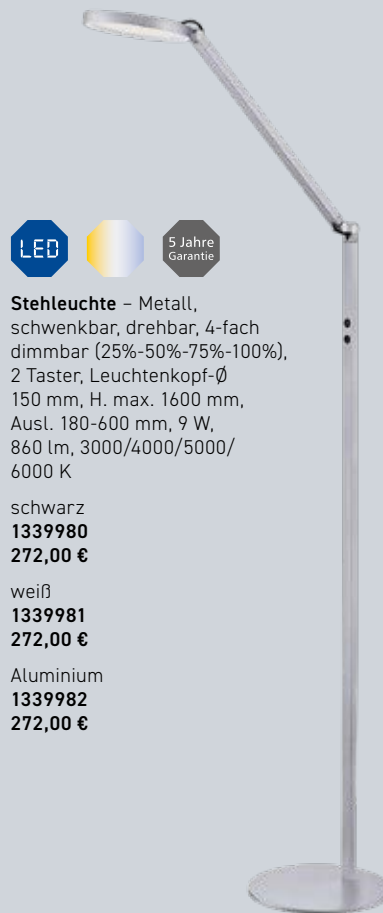 LED
5 Jahre
Garantie
Stehleuchte – Metall,
schwenkbar, drehbar, 4-fach
dimmbar (25%-50%-75%-100%),
2 Taster, Leuchtenkopf-Ø
150 mm, H. max. 1600 mm,
Ausl. 180-600 mm, 9 W,
860 lm, 3000/4000/5000/
6000 K
schwarz
1339980
272,00 €
weiß
1339981
272,00 €
Aluminium
1339982
272,00 €